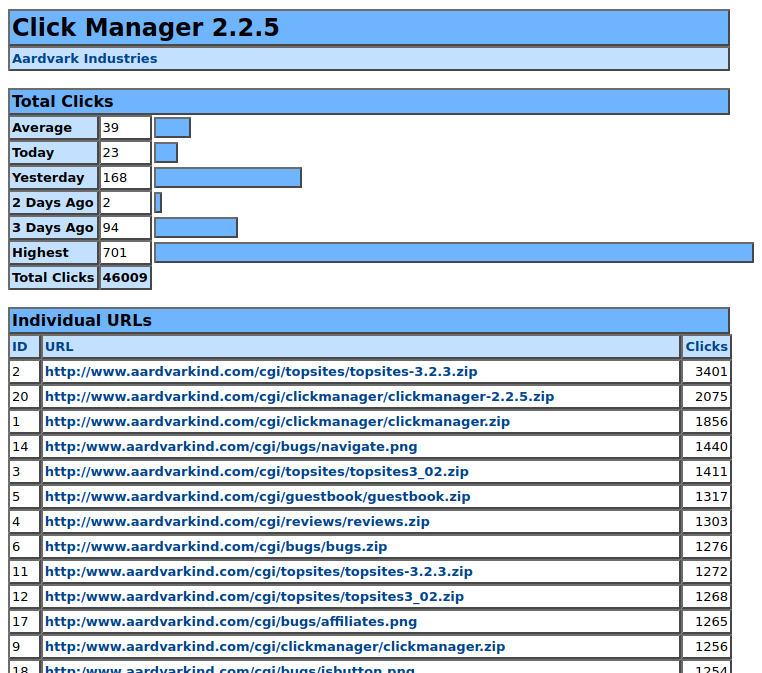 Click Manager 2.2.5
Aardvark Industries
Total Clicks
Average 39
Today 23
Yesterday 168
2 Days Ago 2
3 Days Ago 94
Highest 701
Total Clicks 46009
Individual URLs
ID URL Clicks
2 http://www.aardvarkind.com/cgi/topsites/topsites-3.2.3.zip 3401
20 http://www.aardvarkind.com/cgi/clickmanager/clickmanager-2.2.5.zip 2075
1 http://www.aardvarkind.com/cgi/clickmanager/clickmanager.zip 1856
14 http:/www.aardvarkind.com/cgi/bugs/navigate.png 1440
3 http://www.aardvarkind.com/cgi/topsites/topsites3_02.zip 1411
5 http://www.aardvarkind.com/cgi/guestbook/guestbook.zip 1317
4 http://www.aardvarkind.com/cgi/reviews/reviews.zip 1303
6 http://www.aardvarkind.com/cgi/bugs/bugs.zip 1276
11 http:/www.aardvarkind.com/cgi/topsites/topsites-3.2.3.zip 1272
12 http:/www.aardvarkind.com/cgi/topsites/topsites3_02.zip 1268
17 http:/www.aardvarkind.com/cgi/bugs/affiliates.png 1265
9 http:/www.aardvarkind.com/cgi/clickmanager/clickmanager.zip 1256
18 http:/www.aardvarkind.com/cgi/bugs/isbutton.png 1254